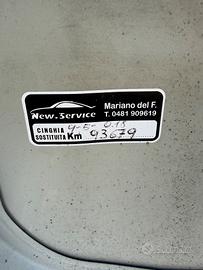 New.Service
Mariano del F.
T. 0481 909619
CINGHIA
SOSTITUITA Km 93679